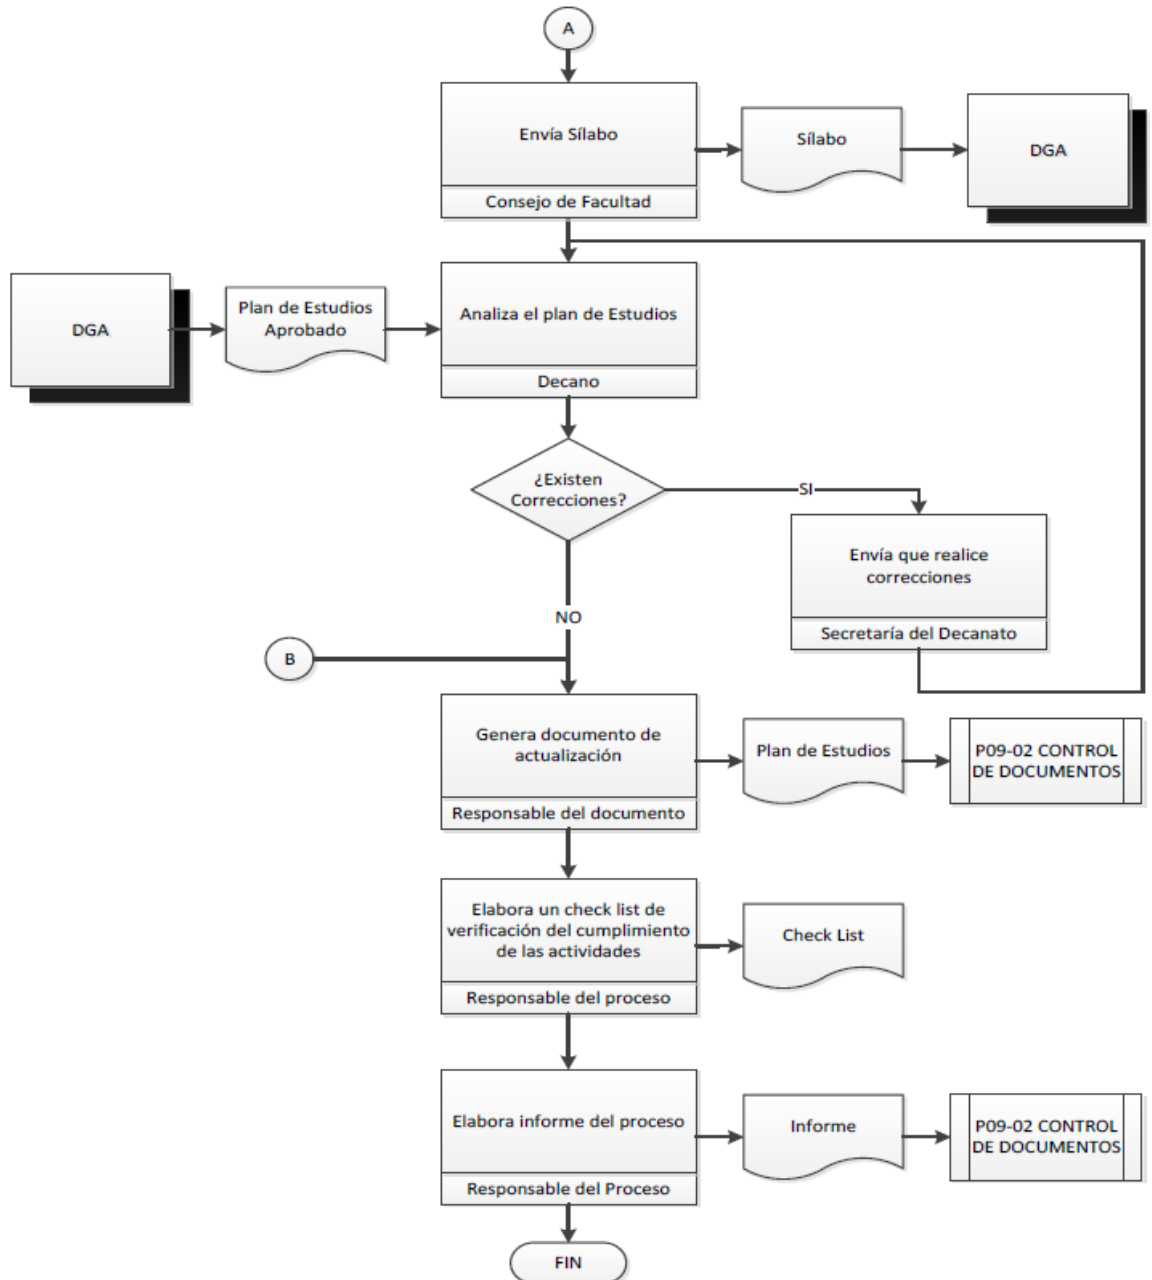 A
Envía Sílabo
Consejo de Facultad
Sílabo
DGA
DGA
Plan de Estudios
Aprobado
Analiza el plan de Estudios
Decano
¿Existen
Correcciones?
SI
Envía que realice
correcciones
Secretaría del Decanato
NO
B
Genera documento de
actualización
Responsable del documento
Plan de Estudios
P09-02 CONTROL
DE DOCUMENTOS
Elabora un check list de
verificación del cumplimiento
de las actividades
Responsable del proceso
Check List
Elabora informe del proceso
Responsable del Proceso
Informe
P09-02 CONTROL
DE DOCUMENTOS
FIN